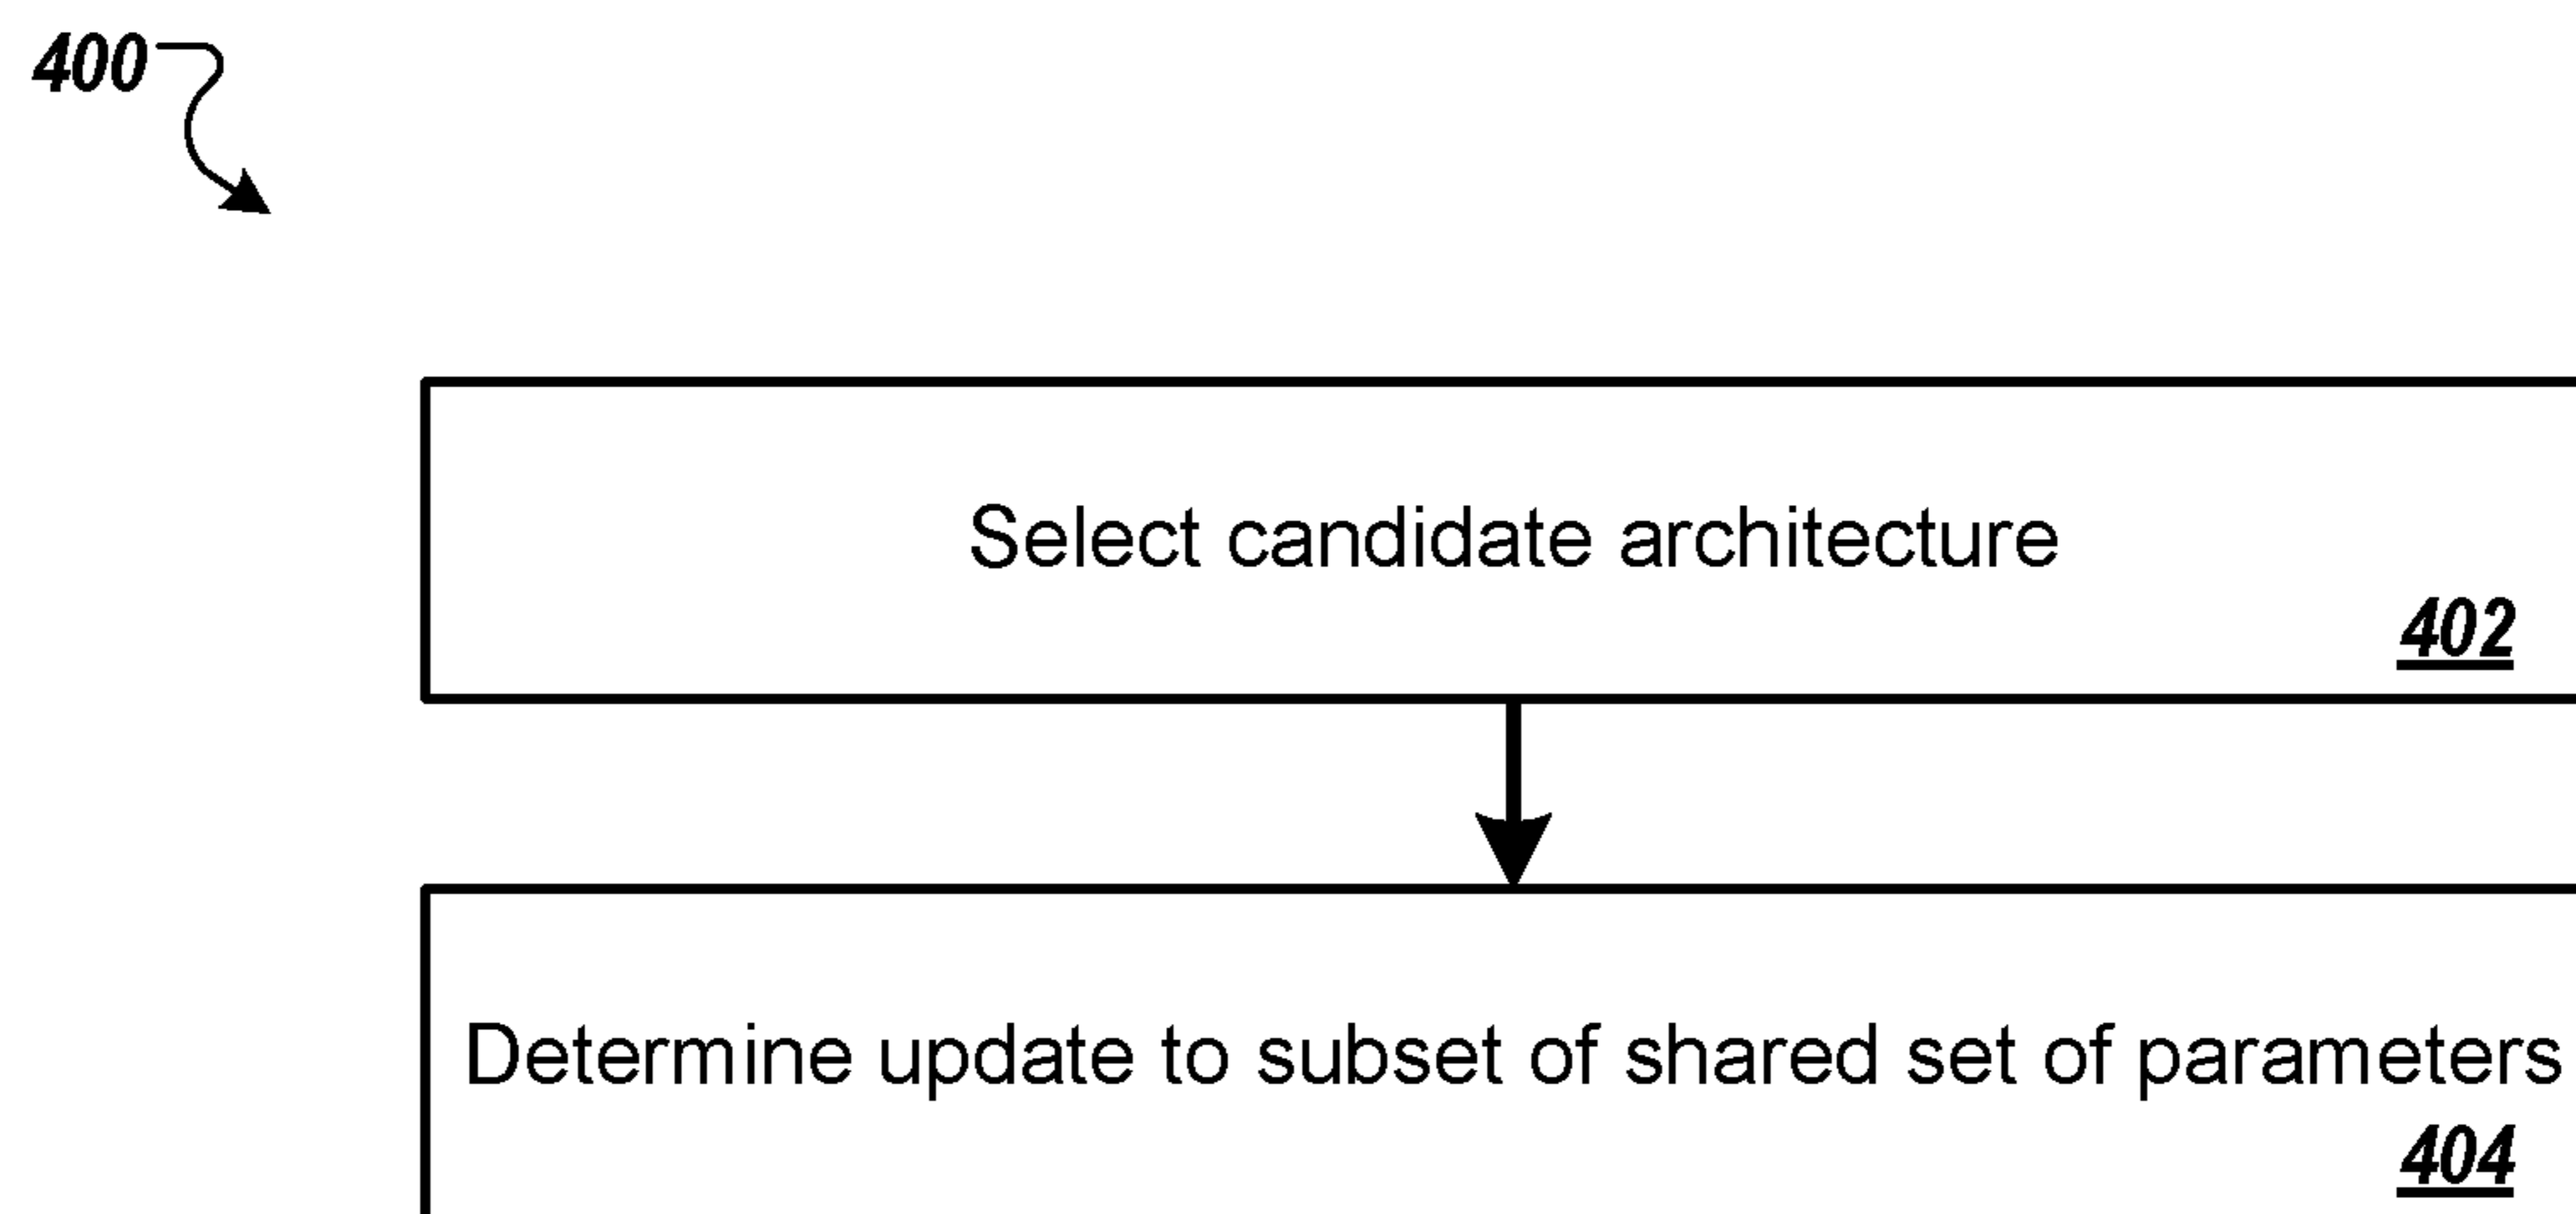 400
Select candidate architecture
402
Determine update to subset of shared set of parameters
404